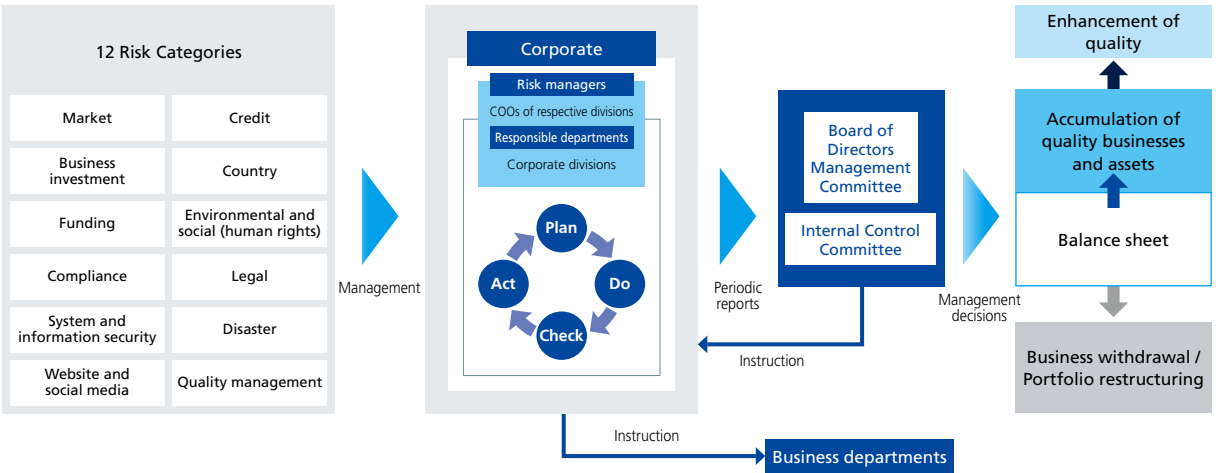 12 Risk Categories
Market
Credit
Business
investment
Country
Funding
Environmental and
social (human rights)
Compliance
Legal
System and
information security
Disaster
Website and
social media
Quality management
Management
Corporate
Risk managers
COOs of respective divisions
Responsible departments
Corporate divisions
Plan
Do
Check
Act
Periodic
reports
Instruction
Instruction
Business departments
Board of
Directors
Management
Committee
Internal Control
Committee
Management
decisions
Enhancement of
quality
Accumulation of
quality businesses
and assets
Balance sheet
Business withdrawal /
Portfolio restructuring